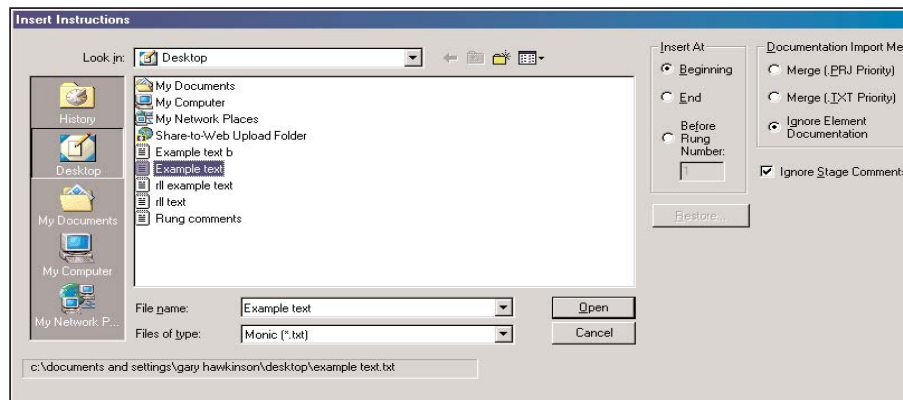 Insert Instructions
Look in:
Desktop
History
Desktop
My Documents
My Computer
My Network P...
My Documents
My Computer
My Network Places
Share-to-Web Upload Folder
Example text b
Example text
rll example text
rll text
Rung comments
File name:
Example text
Open
Files of type:
Monic (*.txt)
Cancel
Insert At
Beginning
End
Before
Rung
Number:
1
Restore...
Documentation Import Me
Merge (.PRJ Priority)
Merge (.TXT Priority)
Ignore Element
Documentation
Ignore Stage Comments
c:\documents and settings\gary hawkinson\desktop\example text.txt